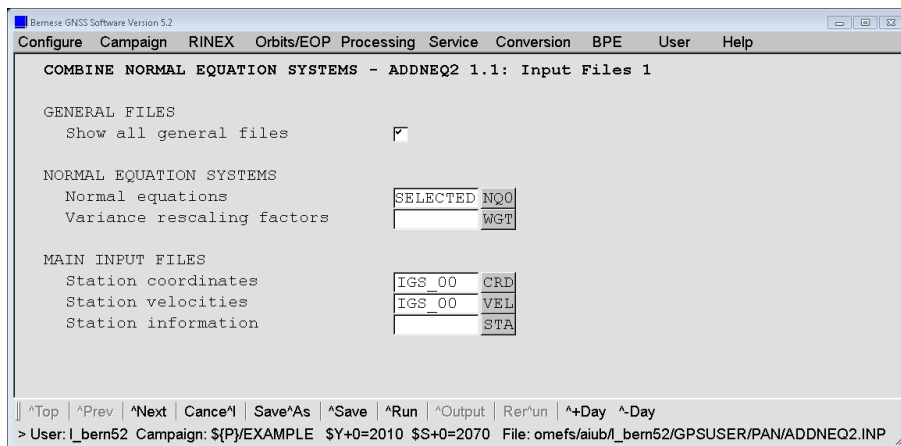 Bernese GNSS Software Version 5.2
Configure Campaign RINEX Orbits/EOP Processing Service Conversion BPE User Help
COMBINE NORMAL EQUATION SYSTEMS - ADDNEQ2 1.1: Input Files 1
GENERAL FILES
Show all general files
NORMAL EQUATION SYSTEMS
Normal equations SELECTED NQ0
Variance rescaling factors WGT
MAIN INPUT FILES
Station coordinates IGS_00 CRD
Station velocities IGS_00 VEL
Station information STA
^Top | ^Prev | ^Next | Cance^l | Save^As | ^Save | ^Run | ^Output | Rer^un | ^+Day ^-Day
> User: l_bern52 Campaign: ${P}/EXAMPLE $Y+0=2010 $S+0=2070 File: omefs/aiub/l_bern52/GPSUSER/PAN/ADDNEQ2.INP